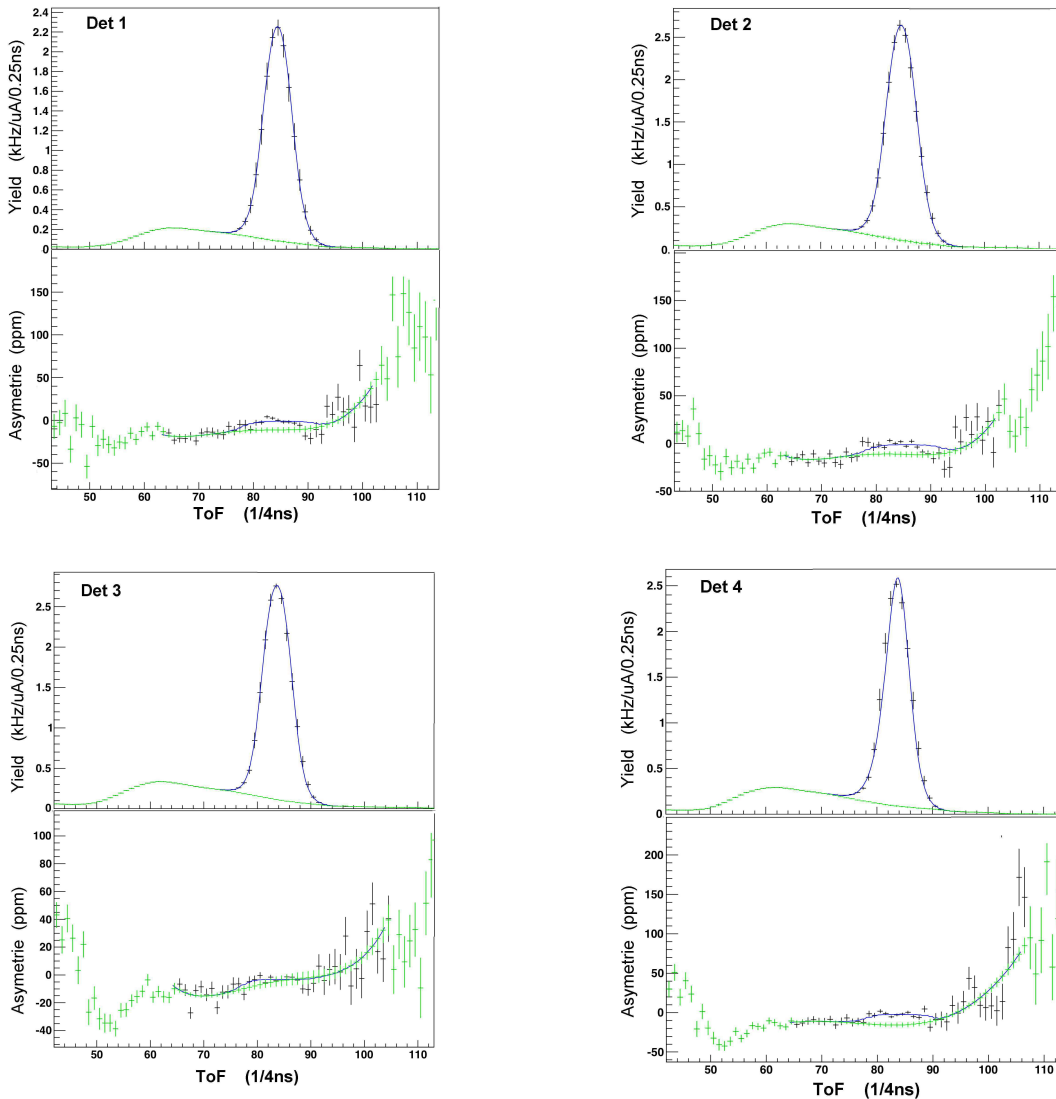 Det 1
Yield (kHz/uA/0.25ns)
2.4
2.2
2
1.8
1.6
1.4
1.2
1
0.8
0.6
0.4
0.2
0
Asymetrie (ppm)
150
100
50
0
-50
50 60 70 80 90 100 110
ToF (1/4ns)
Det 2
Yield (kHz/uA/0.25ns)
2.5
2
1.5
1
0.5
0
Asymetrie (ppm)
150
100
50
0
-50
50 60 70 80 90 100 110
ToF (1/4ns)
Det 3
Yield (kHz/uA/0.25ns)
2.5
2
1.5
1
0.5
0
Asymetrie (ppm)
100
80
60
40
20
0
-20
-40
50 60 70 80 90 100 110
ToF (1/4ns)
Det 4
Yield (kHz/uA/0.25ns)
2.5
2
1.5
1
0.5
0
Asymetrie (ppm)
200
150
100
50
0
-50
50 60 70 80 90 100 110
ToF (1/4ns)